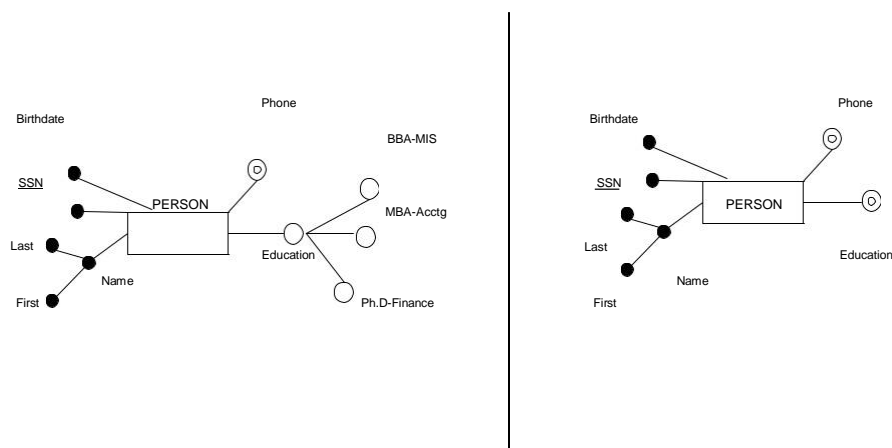 Phone
Birthdate
BBA-MIS
SSN
PERSON
MBA-Acctg
Last
Education
Name
First
Ph.D-Finance
Phone
Birthdate
SSN
PERSON
Last
Education
Name
First